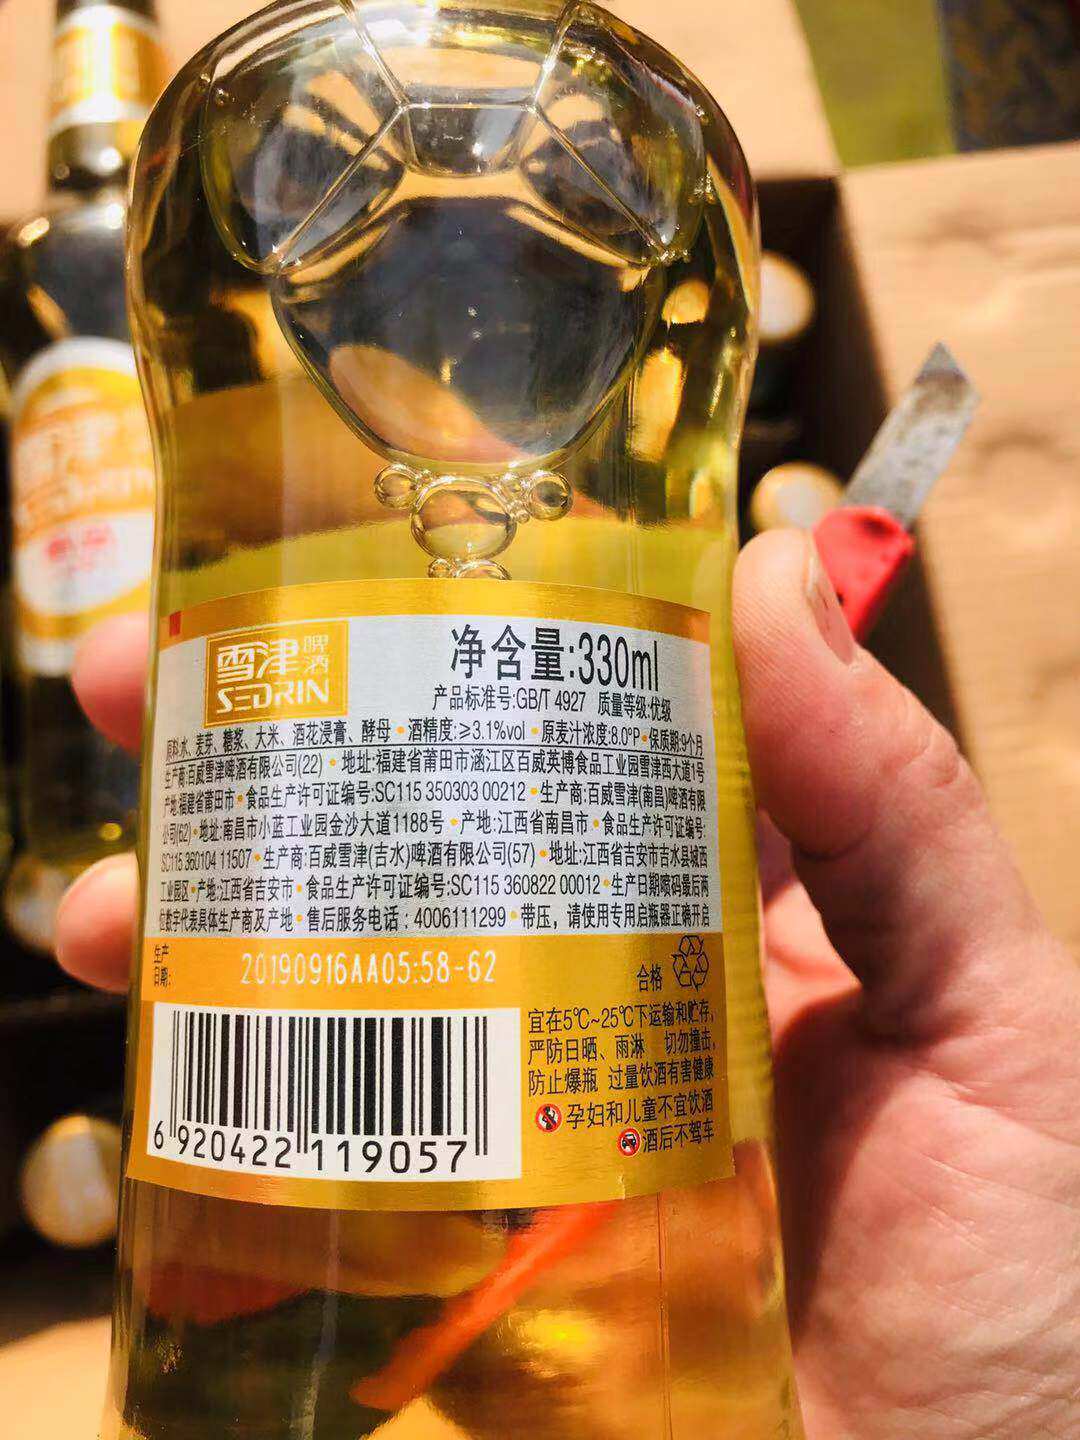 雪津
啤酒
SEDRIN
净含量:330ml
产品标准号:GB/T 4927 质量等级:优级
原料:水、麦芽、糖浆、大米、酒花浸膏、酵母•酒精度:≥3.1%vol•原麦汁浓度:8.0°P•保质期:9个月
生产商:百威雪津啤酒有限公司(22)•地址:福建省莆田市涵江区百威英博食品工业园雪津西大道1号
产地:福建省莆田市•食品生产许可证编号:SC115 350303 00212•生产商:百威雪津(南昌)啤酒有限
公司(62)•地址:南昌市小蓝工业园金沙大道1188号•产地:江西省南昌市•食品生产许可证编号:
SC115 360104 11507•生产商:百威雪津(吉水)啤酒有限公司(57)•地址:江西省吉安市吉水县城西
工业园区•产地:江西省吉安市•食品生产许可证编号:SC115 360822 00012•生产日期喷码最后两
位数字代表具体生产商及产地•售后服务电话:4006111299•带压，请使用专用启瓶器正确开启
生产
日期:
20190916AA05:58-62
合格
宜在5℃~25℃下运输和贮存,
严防日晒、雨淋 切勿撞击,
防止爆瓶 过量饮酒有害健康
孕妇和儿童不宜饮酒
酒后不驾车
6 920422 119057